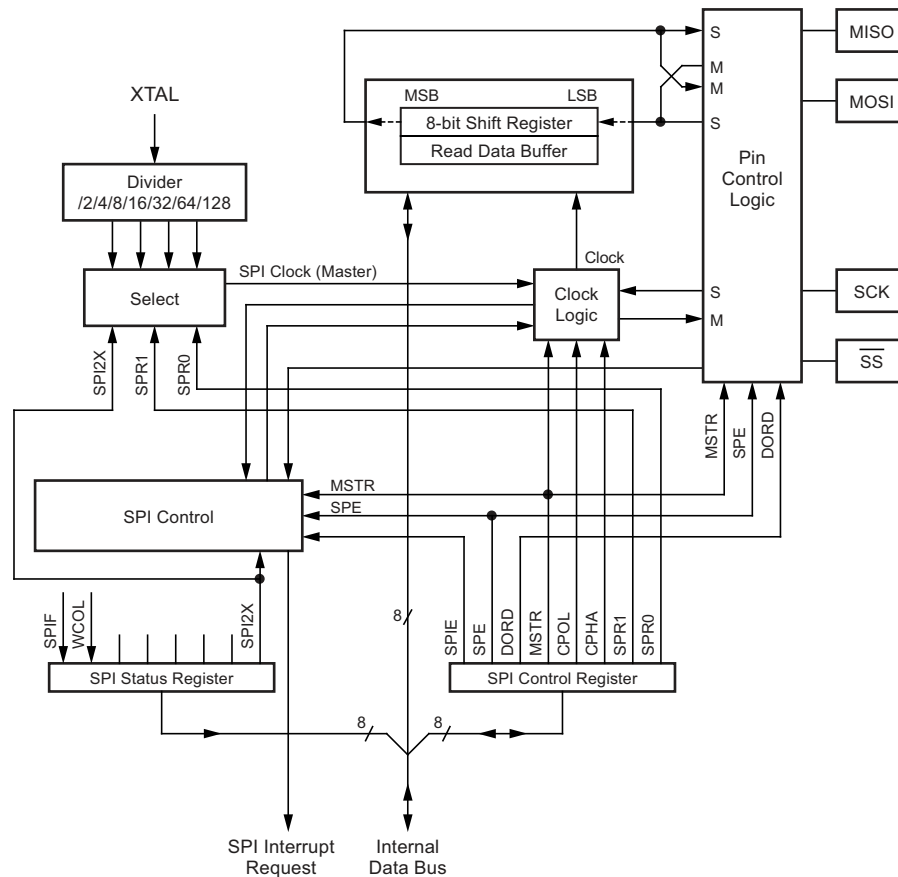 S
MISO
M
M
XTAL
MSB
LSB
MOSI
8-bit Shift Register
S
Read Data Buffer
Pin
Control
Logic
Divider
/2/4/8/16/32/64/128
SPI Clock (Master)
Clock
Select
Clock
Logic
S
SCK
M
SPI2X
SPR1
SPR0
SS
MSTR
SPE
DORD
MSTR
SPE
SPI Control
8
SPIF
WCOL
SPI2X
SPIE
SPE
DORD
MSTR
CPOL
CPHA
SPR1
SPR0
SPI Status Register
SPI Control Register
8
8
SPI Interrupt
Request
Internal
Data Bus